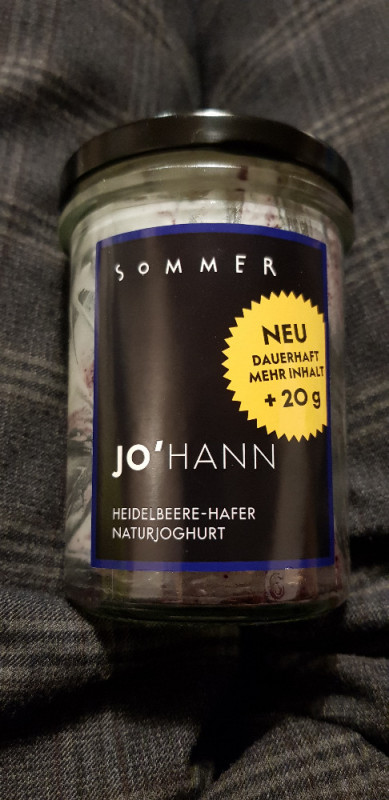 SOMMER
NEU
DAUERHAFT
MEHR INHALT
+ 20 g
JO'HANN
HEIDELBEERE-HAFER
NATURJOGHURT